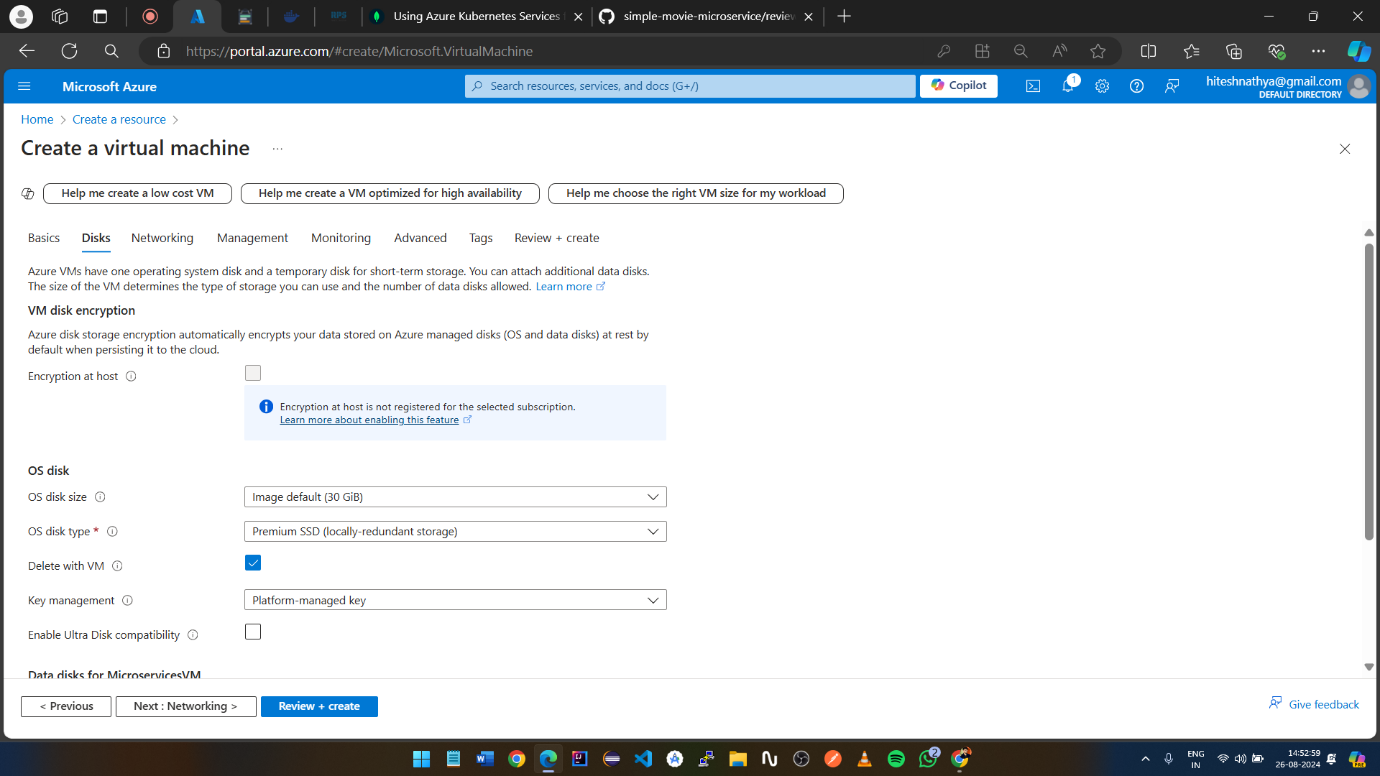 RPS
Using Azure Kubernetes Services
simple-movie-microservice/review
https://portal.azure.com/#create/Microsoft.VirtualMachine
Microsoft Azure
Search resources, services, and docs (G+/)
Copilot
1
hiteshnathya@gmail.com
DEFAULT DIRECTORY
Home > Create a resource >
Create a virtual machine
Help me create a low cost VM
Help me create a VM optimized for high availability
Help me choose the right VM size for my workload
Basics Disks Networking Management Monitoring Advanced Tags Review + create
Azure VMs have one operating system disk and a temporary disk for short-term storage. You can attach additional data disks.
The size of the VM determines the type of storage you can use and the number of data disks allowed. Learn more
VM disk encryption
Azure disk storage encryption automatically encrypts your data stored on Azure managed disks (OS and data disks) at rest by
default when persisting it to the cloud.
Encryption at host
Encryption at host is not registered for the selected subscription.
Learn more about enabling this feature
OS disk
OS disk size
Image default (30 GiB)
OS disk type *
Premium SSD (locally-redundant storage)
Delete with VM
Key management
Platform-managed key
Enable Ultra Disk compatibility
Data disks for MicroservicesVM
< Previous
Next : Networking >
Review + create
Give feedback
2
ENG
IN
14:52:59
26-08-2024